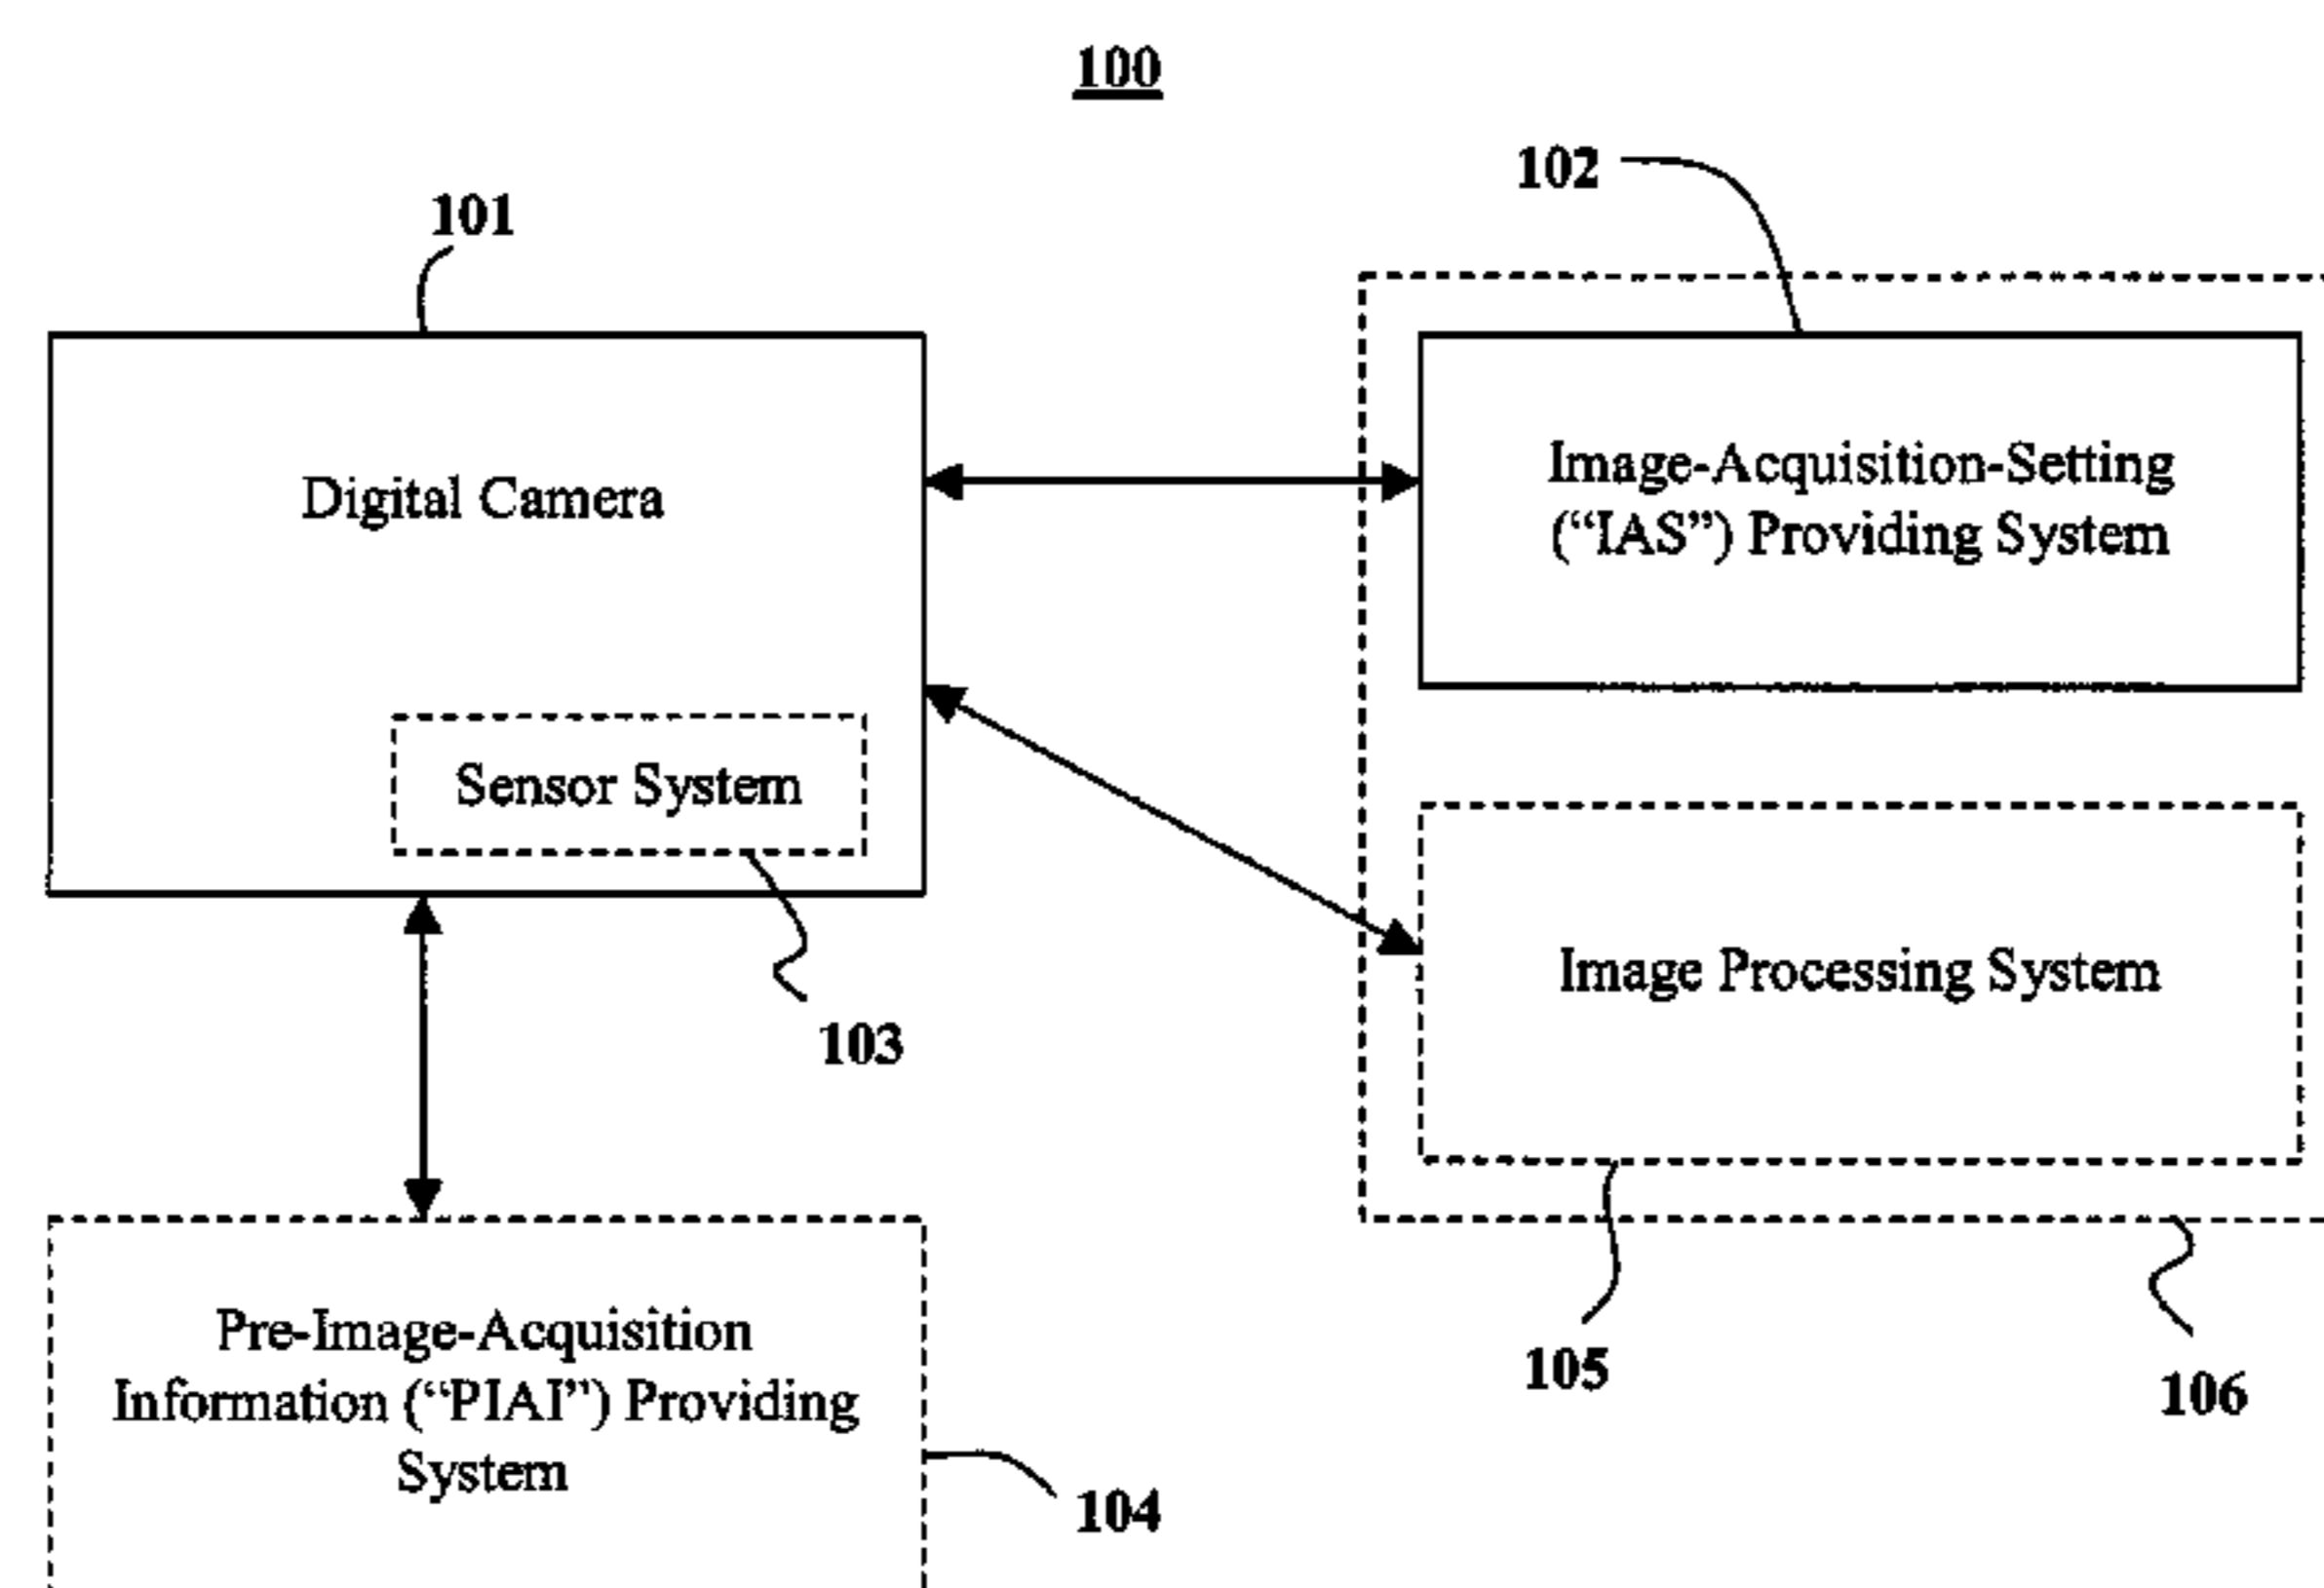 100
101
102
Digital Camera
Image-Acquisition-Setting
(“IAS”) Providing System
Sensor System
Image Processing System
103
Pre-Image-Acquisition
Information (“PIAI”) Providing
System
104
105
106